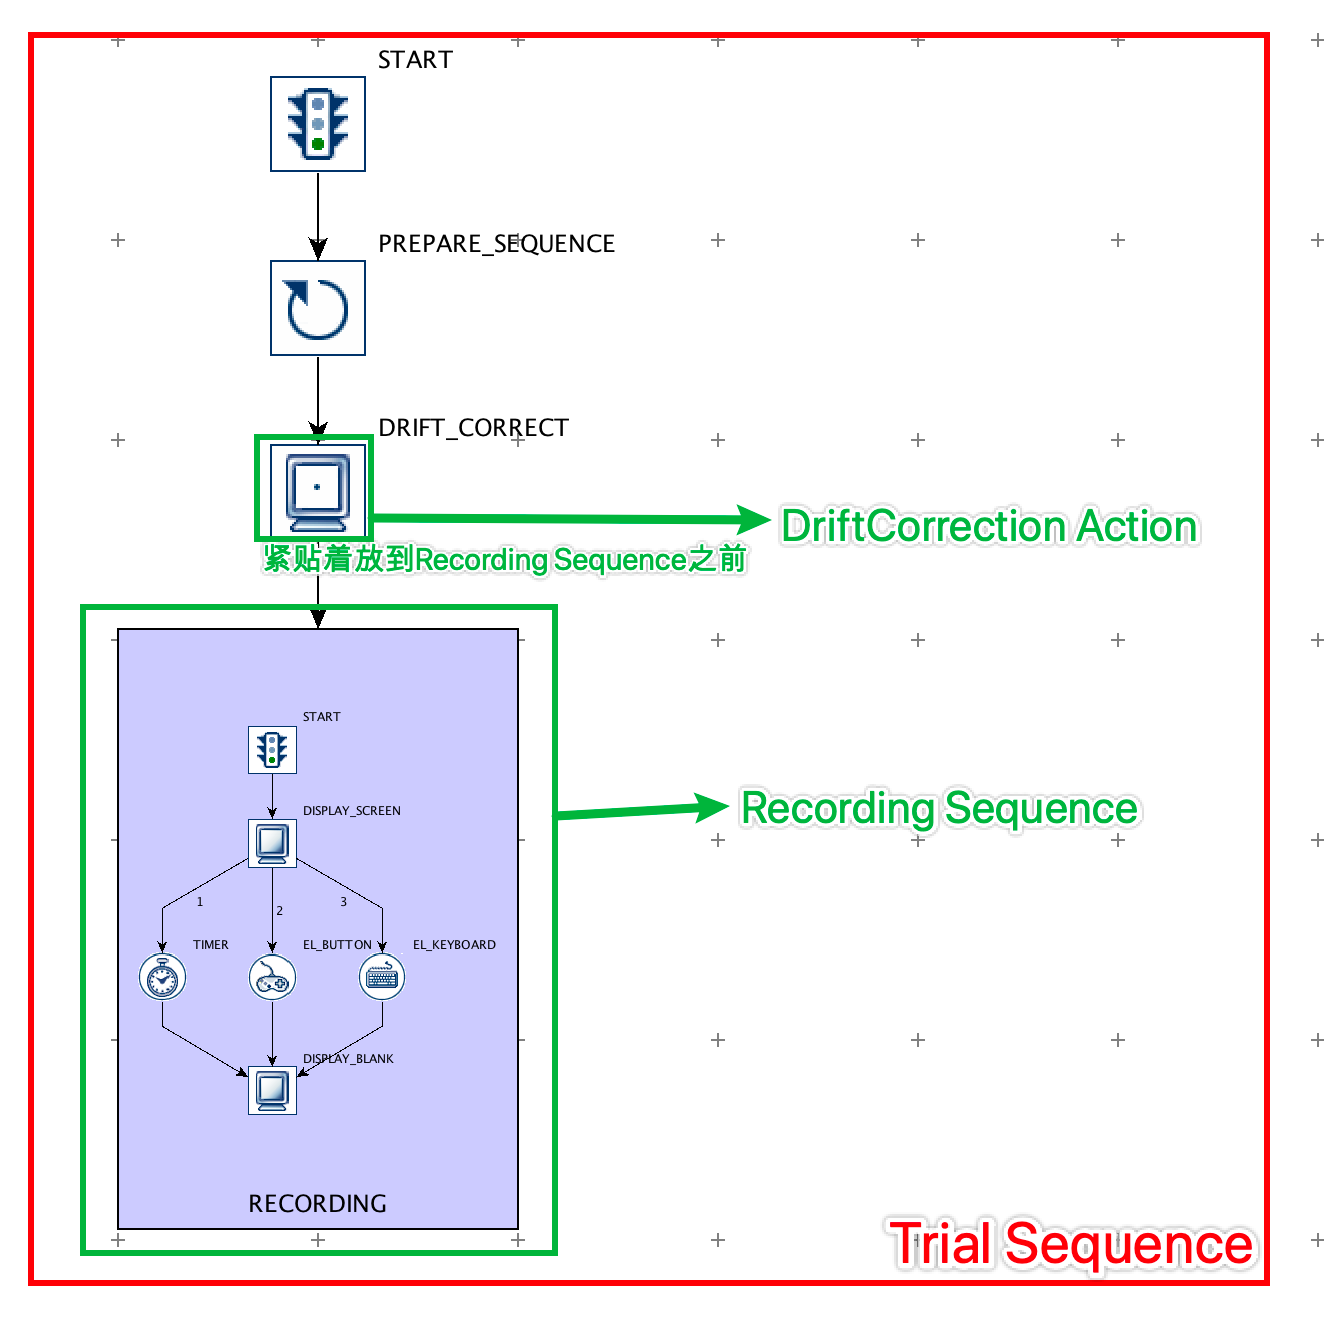 START
PREPARE_SEQUENCE
DRIFT_CORRECT
DriftCorrection Action
紧贴着放到Recording Sequence之前
START
DISPLAY_SCREEN
1
2
3
TIMER
EL_BUTTON
EL_KEYBOARD
Recording Sequence
DISPLAY_BLANK
RECORDING
Trial Sequence